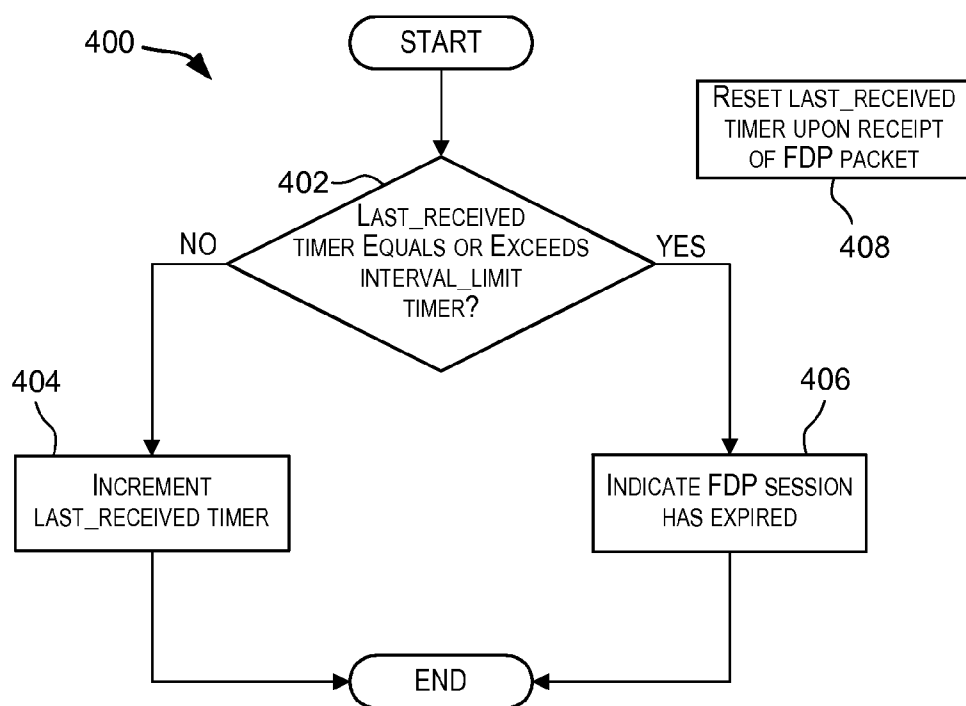 400
START
RESET LAST_RECEIVED
TIMER UPON RECEIPT
OF FDP PACKET
408
402
LAST_RECEIVED
TIMER EQUALS OR EXCEEDS
INTERVAL_LIMIT
TIMER?
NO
YES
404
INCREMENT
LAST_RECEIVED TIMER
406
INDICATE FDP SESSION
HAS EXPIRED
END